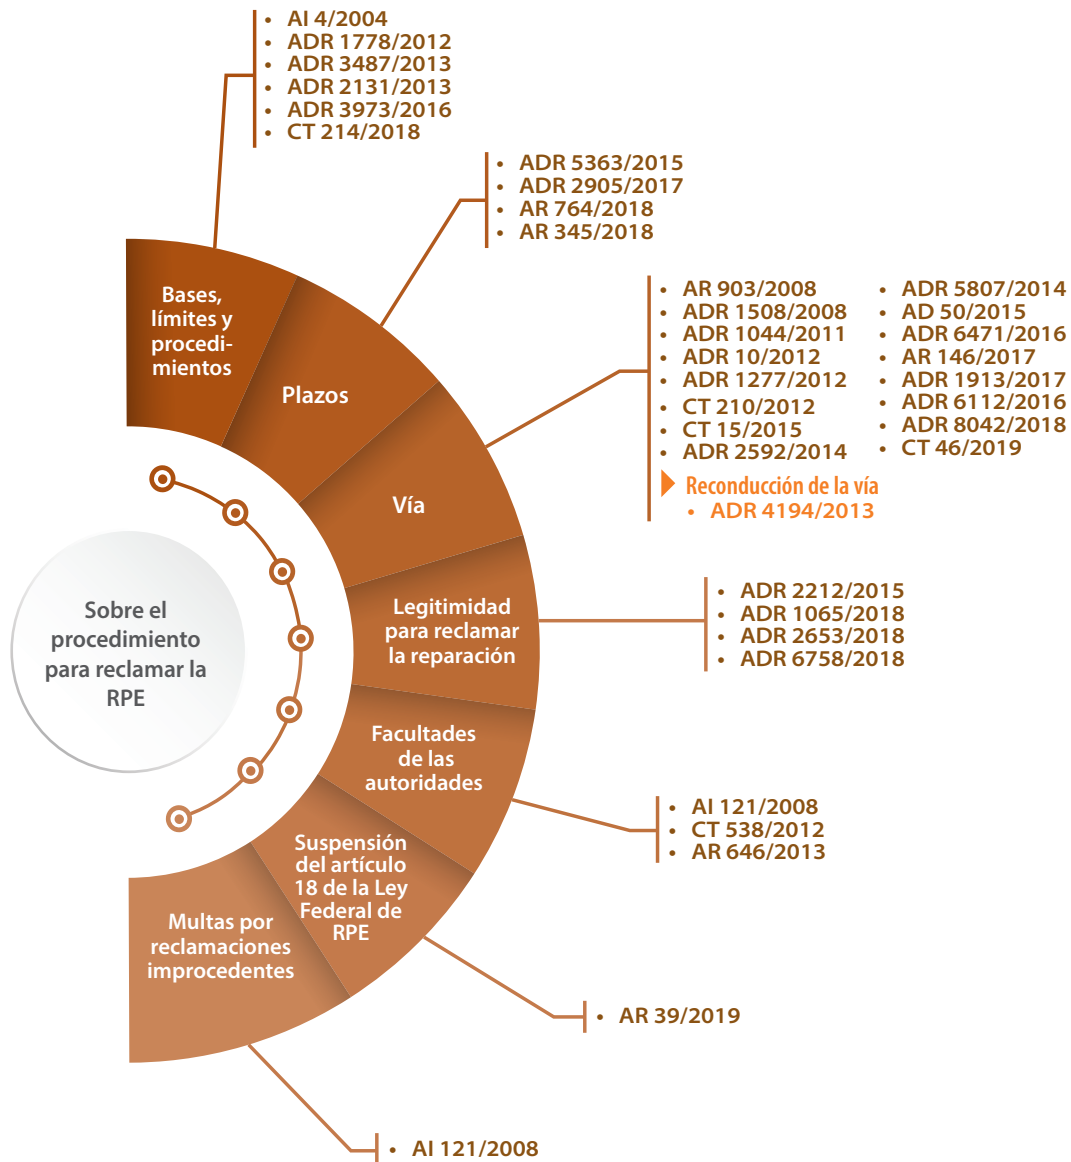 • AI 4/2004
• ADR 1778/2012
• ADR 3487/2013
• ADR 2131/2013
• ADR 3973/2016
• CT 214/2018
• ADR 5363/2015
• ADR 2905/2017
• AR 764/2018
• AR 345/2018
• AR 903/2008
• ADR 1508/2008
• ADR 1044/2011
• ADR 10/2012
• ADR 1277/2012
• CT 210/2012
• CT 15/2015
• ADR 2592/2014
• ADR 5807/2014
• AD 50/2015
• ADR 6471/2016
• AR 146/2017
• ADR 1913/2017
• ADR 6112/2016
• ADR 8042/2018
• CT 46/2019
Reconducción de la vía
• ADR 4194/2013
Bases,
límites y
procedi-
mientos
Plazos
Vía
Legitimidad
para reclamar
la reparación
• ADR 2212/2015
• ADR 1065/2018
• ADR 2653/2018
• ADR 6758/2018
Sobre el
procedimiento
para reclamar la
RPE
Facultades
de las
autoridades
• AI 121/2008
• CT 538/2012
• AR 646/2013
Suspensión
del artículo
18 de la Ley
Federal de
RPE
• AR 39/2019
Multas por
reclamaciones
improcedentes
• AI 121/2008